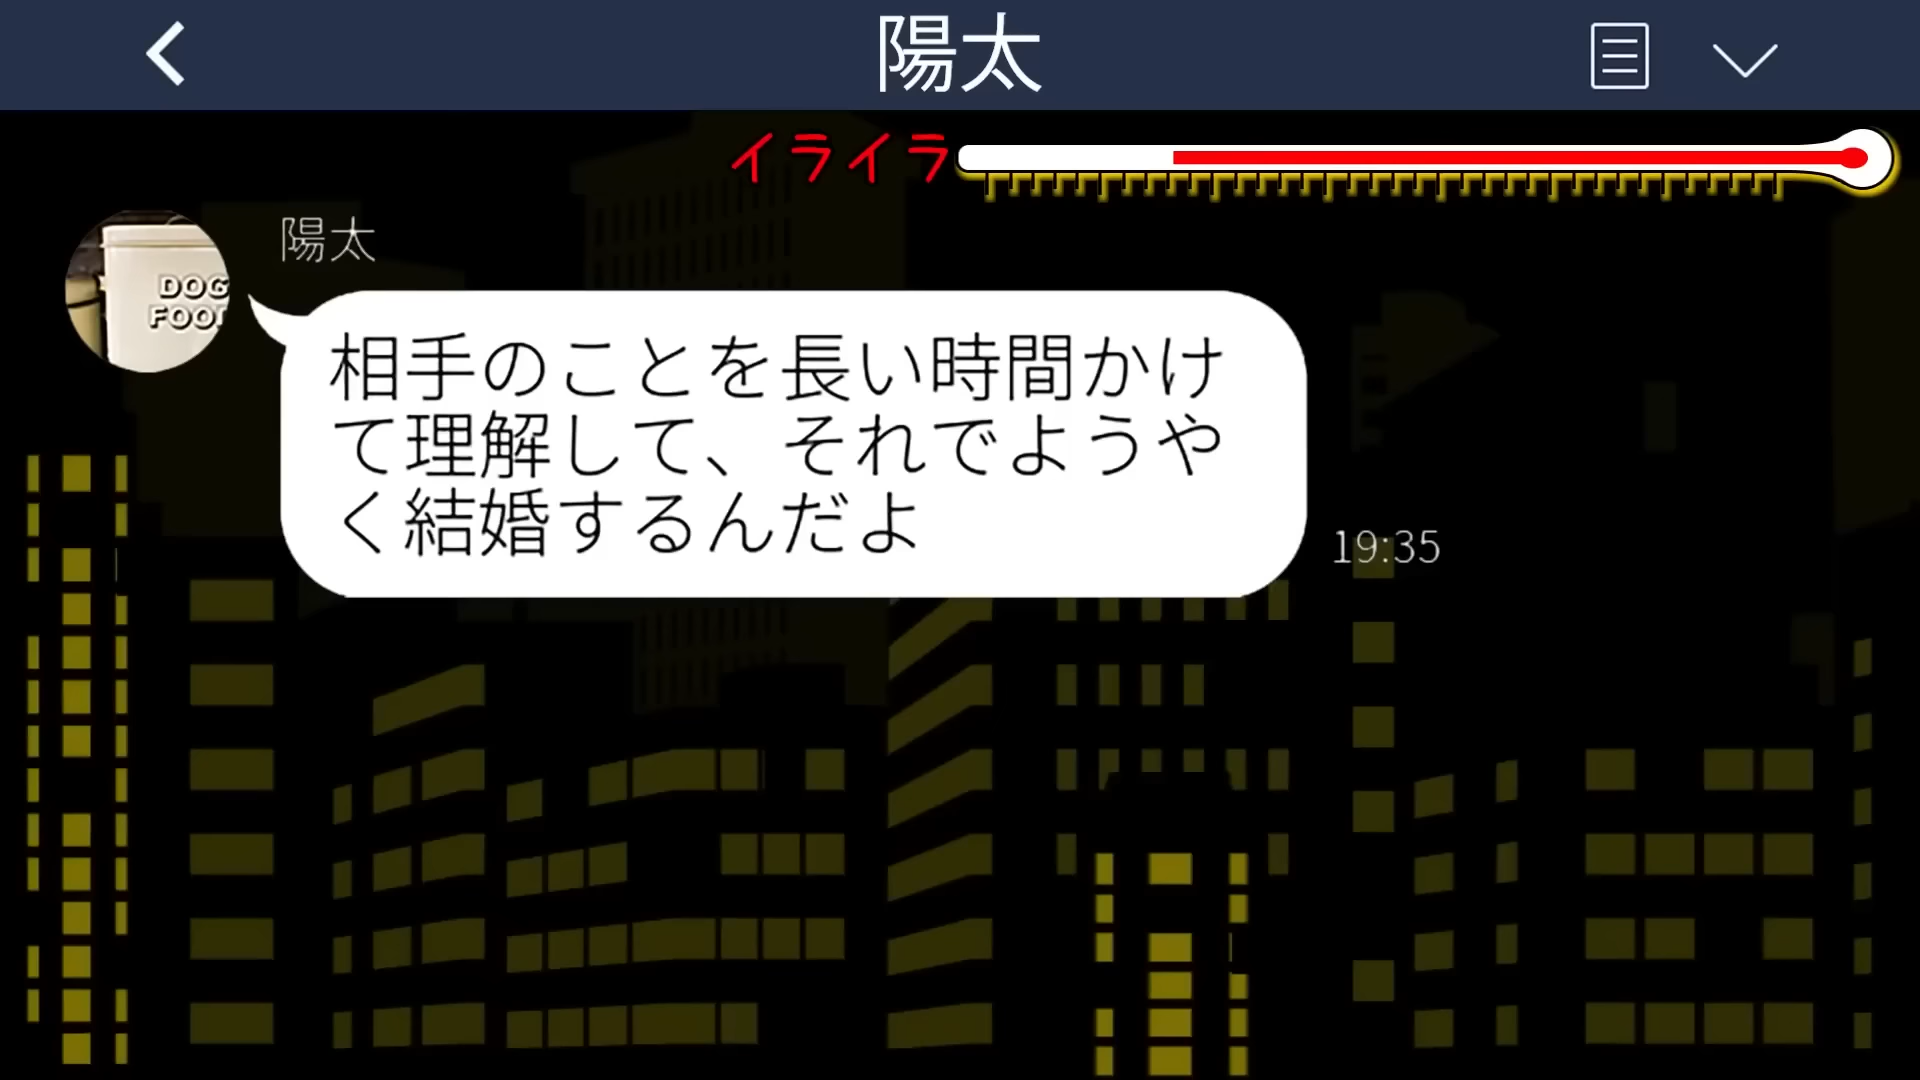 陽太
イライラ
陽太
DOG
FOO
相手のことを長い時間かけ
て理解して、それでようや
く結婚するんだよ
19:35